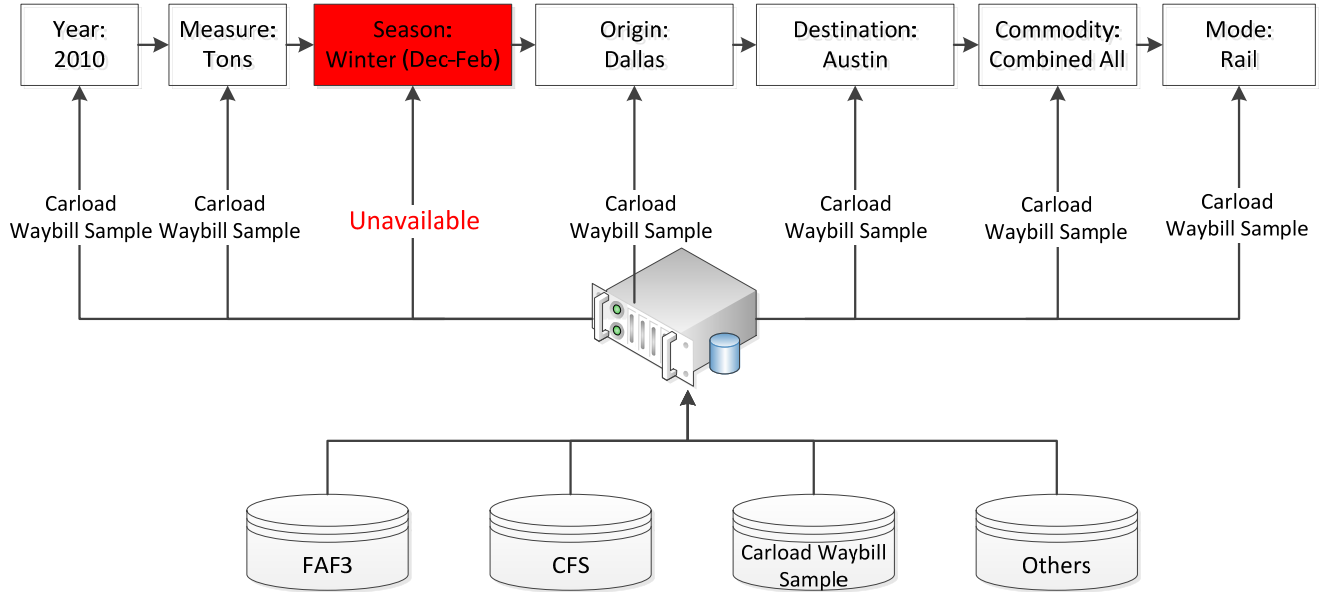 Year:
2010
Measure:
Tons
Season:
Winter (Dec-Feb)
Origin:
Dallas
Destination:
Austin
Commodity:
Combined All
Mode:
Rail
Carload
Waybill Sample
Carload
Waybill Sample
Unavailable
Carload
Waybill Sample
Carload
Waybill Sample
Carload
Waybill Sample
Carload
Waybill Sample
FAF3
CFS
Carload Waybill
Sample
Others